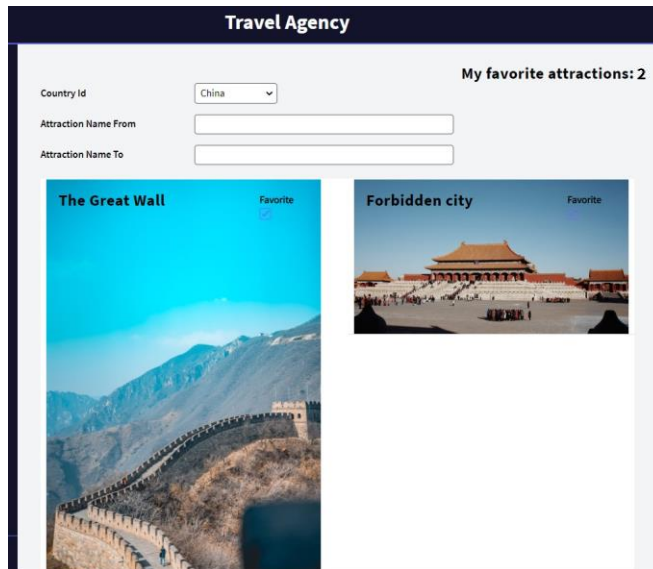 Travel Agency
My favorite attractions: 2
Country Id
China
Attraction Name From
Attraction Name To
The Great Wall
Favorite
Forbidden city
Favorite